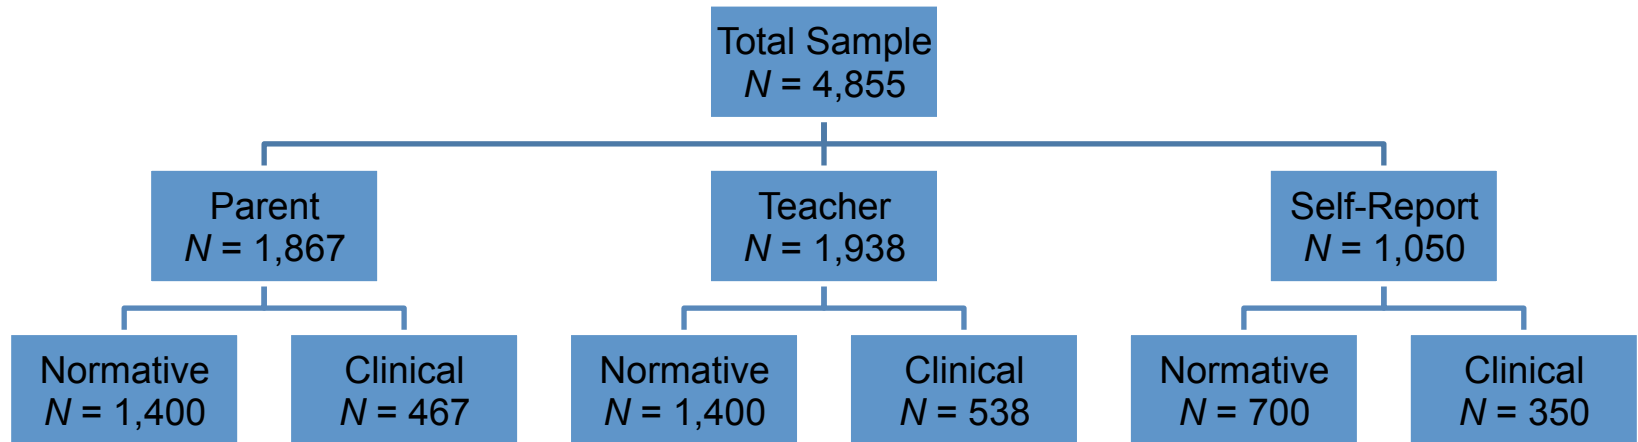 Total Sample
N = 4,855
Parent
N = 1,867
Teacher
N = 1,938
Self-Report
N = 1,050
Normative
N = 1,400
Clinical
N = 467
Normative
N = 1,400
Clinical
N = 538
Normative
N = 700
Clinical
N = 350